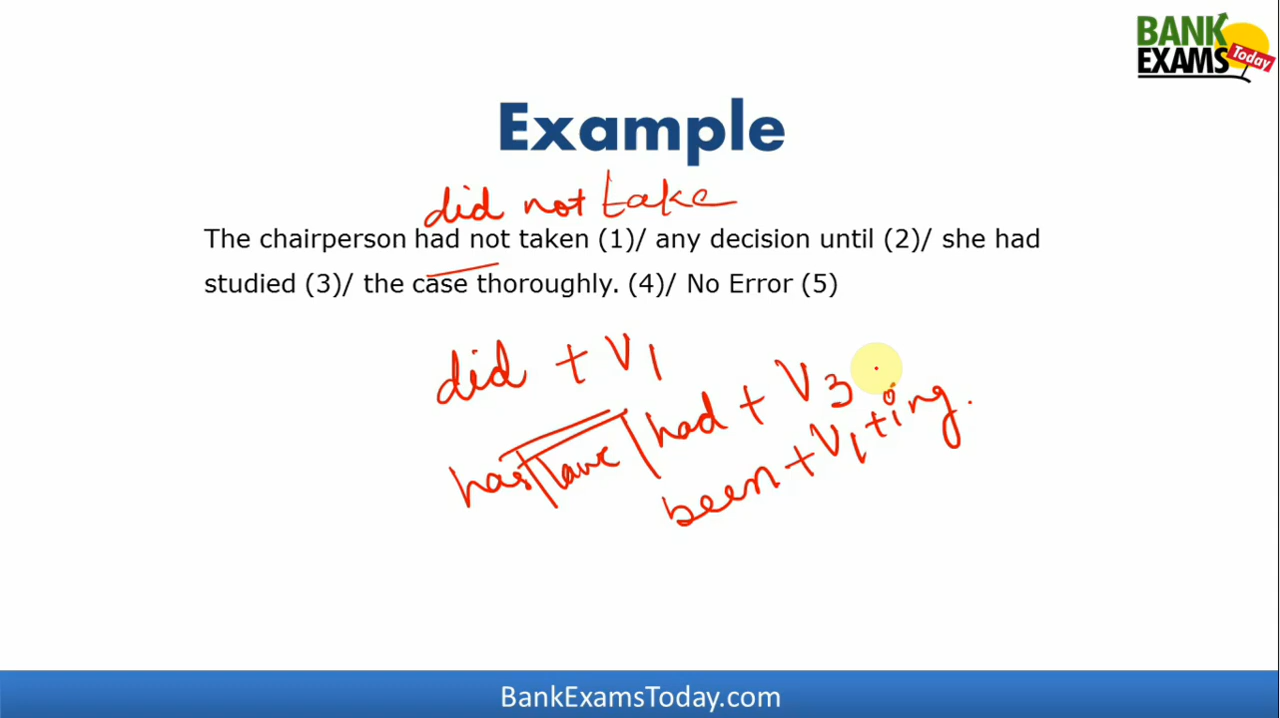 BANK
EXAMS Today
Example
did not take
The chairperson had not taken (1)/ any decision until (2)/ she had
studied (3)/ the case thoroughly. (4)/ No Error (5)
did + V1
has/have/had + V3
been + V1 + ing.
BankExamsToday.com